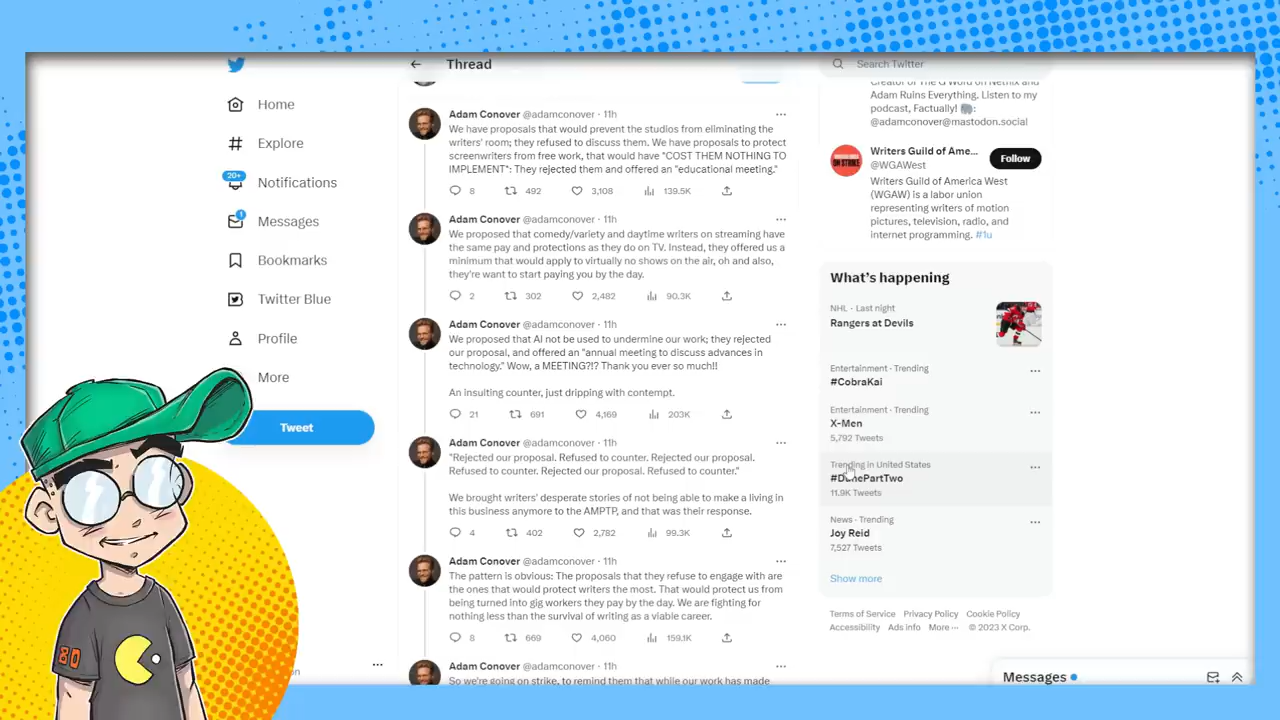 Home
Explore
20+
Notifications
1
Messages
Bookmarks
Twitter Blue
Profile
More
Tweet
Thread
Adam Conover @adamconover · 11h
We have proposals that would prevent the studios from eliminating the
writers' room; they refused to discuss them. We have proposals to protect
screenwriters from free work, that would have "COST THEM NOTHING TO
IMPLEMENT": They rejected them and offered an "educational meeting."
8 492 3,108 139.5K
Adam Conover @adamconover · 11h
We proposed that comedy/variety and daytime writers on streaming have
the same pay and protections as they do on TV. Instead, they offered us a
minimum that would apply to virtually no shows on the air, oh and also,
they're want to start paying you by the day.
2 302 2,482 90.3K
Adam Conover @adamconover · 11h
We proposed that AI not be used to undermine our work; they rejected
our proposal, and offered an "annual meeting to discuss advances in
technology." Wow, a MEETING?!? Thank you ever so much!!
An insulting counter, just dripping with contempt.
21 691 4,169 203K
Adam Conover @adamconover · 11h
"Rejected our proposal. Refused to counter. Rejected our proposal.
Refused to counter. Rejected our proposal. Refused to counter."
We brought writers' desperate stories of not being able to make a living in
this business anymore to the AMPTP, and that was their response.
4 402 2,782 99.3K
Adam Conover @adamconover · 11h
The pattern is obvious: The proposals that they refuse to engage with are
the ones that would protect writers the most. That would protect us from
being turned into gig workers they pay by the day. We are fighting for
nothing less than the survival of writing as a viable career.
8 669 4,060 159.1K
Adam Conover @adamconover · 11h
So we're going on strike, to remind them that while our work has made
Search Twitter
Creator of The G Word on Netflix and
Adam Ruins Everything. Listen to my
podcast, Factually!
@adamconover@mastodon.social
Writers Guild of Ame...
@WGAWest
Follow
Writers Guild of America West
(WGAW) is a labor union
representing writers of motion
pictures, television, radio, and
internet programming. #1u
What's happening
NHL · Last night
Rangers at Devils
Entertainment · Trending
#CobraKai
Entertainment · Trending
X-Men
5,792 Tweets
Trending in United States
#DunePartTwo
11.9K Tweets
News · Trending
Joy Reid
7,527 Tweets
Show more
Terms of Service Privacy Policy Cookie Policy
Accessibility Ads info More ··· © 2023 X Corp.
Messages
80